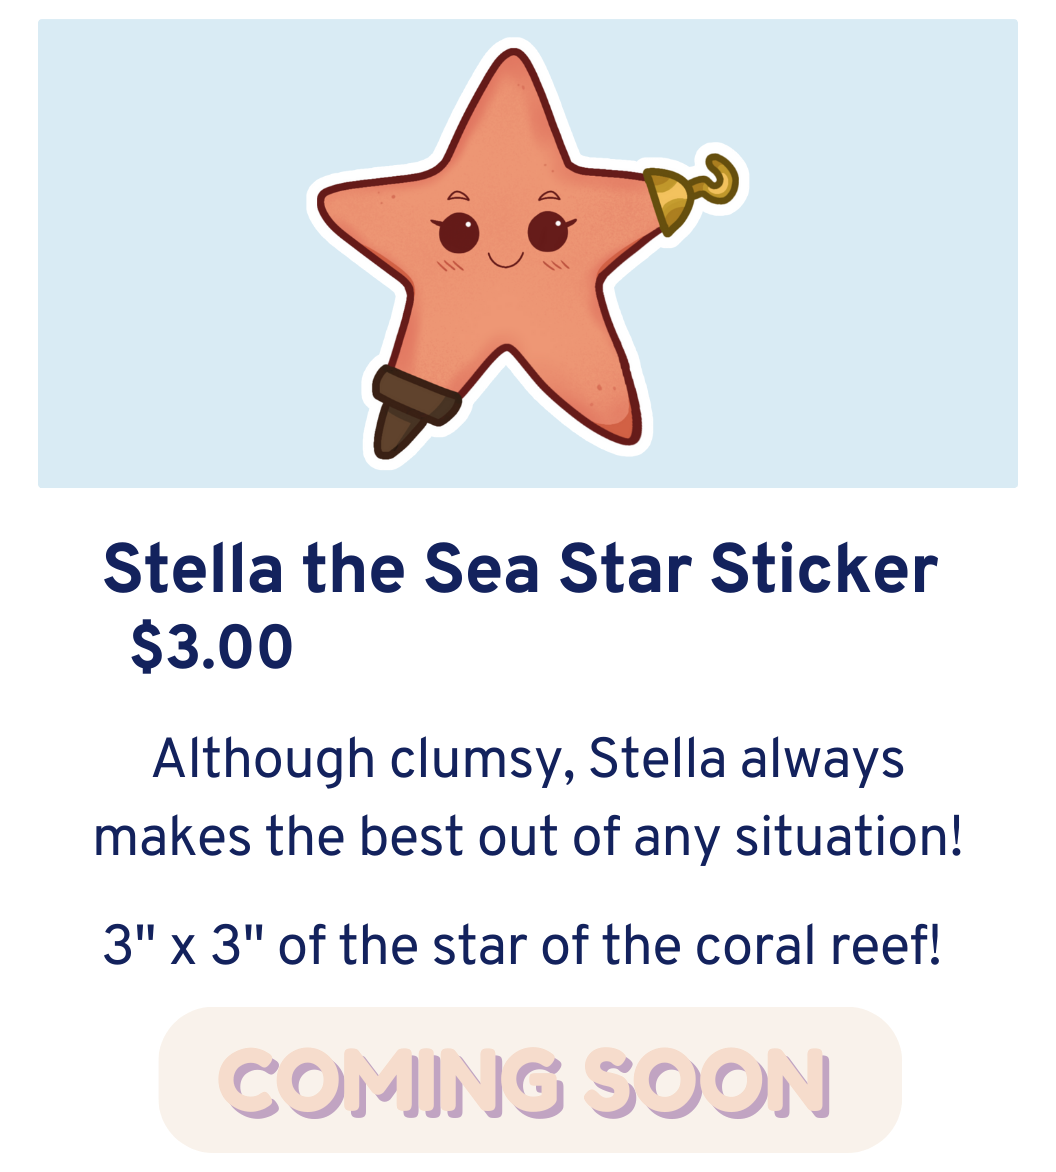 Stella the Sea Star Sticker
$3.00
Although clumsy, Stella always
makes the best out of any situation!
3" x 3" of the star of the coral reef!
COMING SOON